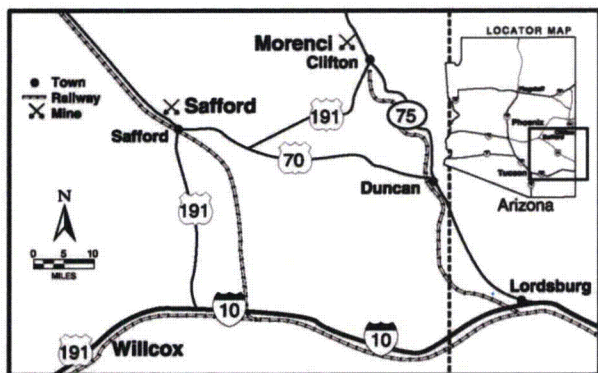 LOCATOR MAP
Morenci
Clifton
Town
Railway
Mine
Safford
Safford
191
75
70
Phoenix
Tucson
Duncan
191
N
Arizona
0 5 10
MILES
Lordsburg
10
10
191
Willcox